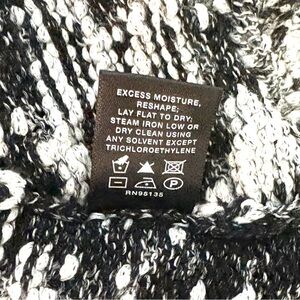 EXCESS MOISTURE,
RESHAPE;
LAY FLAT TO DRY;
STEAM IRON LOW OR
DRY CLEAN USING
ANY SOLVENT EXCEPT
TRICHLOROETHYLENE
P
RN95135